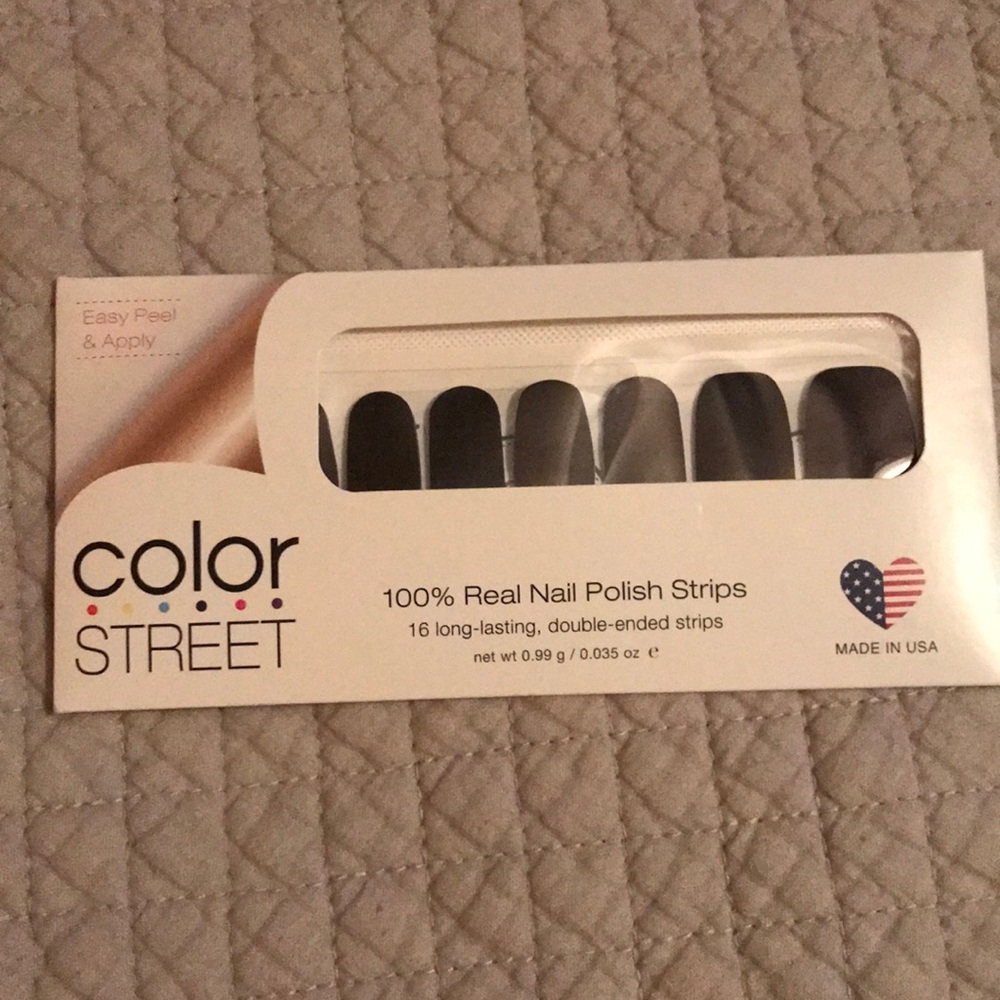 Easy Peel
& Apply
color
STREET
100% Real Nail Polish Strips
16 long-lasting, double-ended strips
net wt 0.99 g / 0.035 oz ℮
MADE IN USA